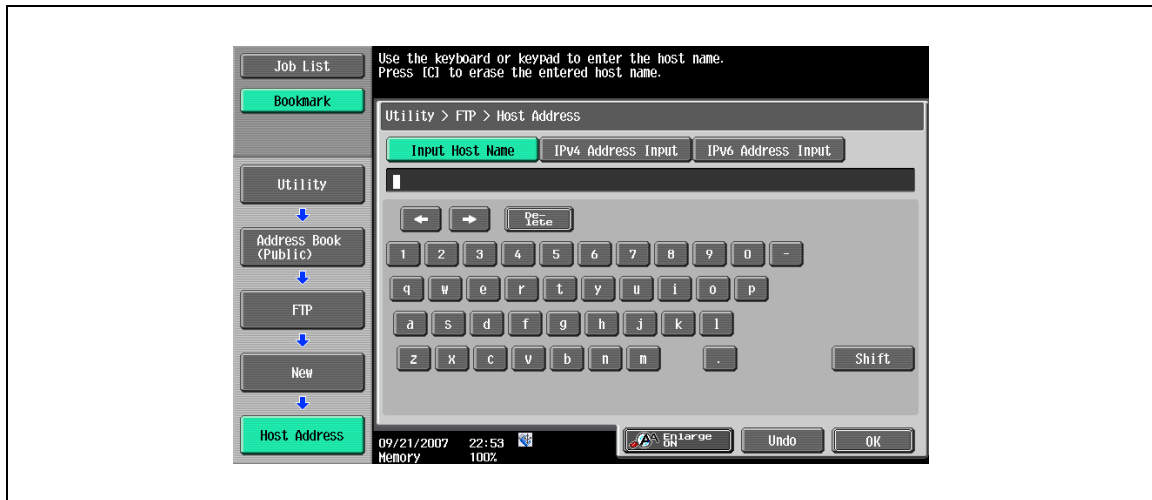 Job List
Bookmark
Use the keyboard or keypad to enter the host name.
Press [C] to erase the entered host name.
Utility > FTP > Host Address
Input Host Name IPv4 Address Input IPv6 Address Input
Utility
Address Book
(Public)
FTP
New
Host Address
← → De-
lete
1 2 3 4 5 6 7 8 9 0 -
q w e r t y u i o p
a s d f g h j k l
z x c v b n m .
Shift
09/21/2007 22:53
Memory 100%
Enlarge
ON
Undo
OK